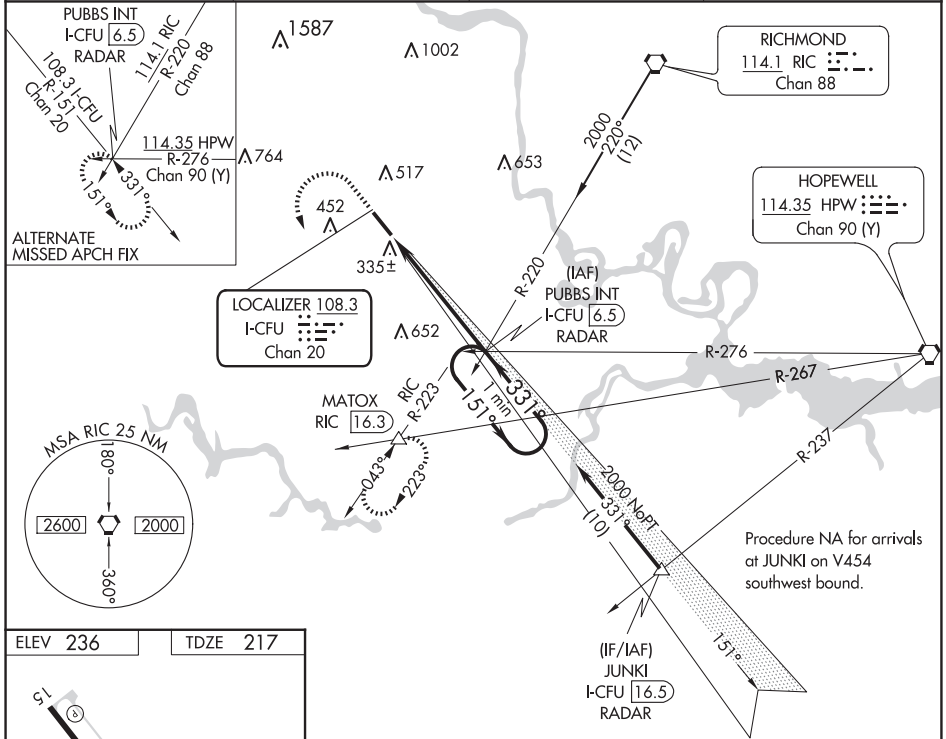 PUBBS INT
I-CFU 6.5
RADAR
114.1 RIC
R-220
Chan 88
108.3 I-CFU
R-151
Chan 20
114.35 HPW
R-276
Chan 90 (Y)
151°
331°
ALTERNATE
MISSED APCH FIX
1587
1002
764
517
653
452
335±
652
RICHMOND
114.1 RIC
Chan 88
2000
220°
(12)
HOPEWELL
114.35 HPW
Chan 90 (Y)
R-220
(IAF)
PUBBS INT
I-CFU 6.5
RADAR
LOCALIZER 108.3
I-CFU
Chan 20
R-276
R-267
R-237
RIC
R-223
MATOX
RIC 16.3
043°
223°
1 min
151°
331°
2000 NoPT
331°
(10)
151°
MSA RIC 25 NM
180°
2600
2000
360°
Procedure NA for arrivals
at JUNKI on V454
southwest bound.
(IF/IAF)
JUNKI
I-CFU 16.5
RADAR
ELEV 236
TDZE 217
15
P